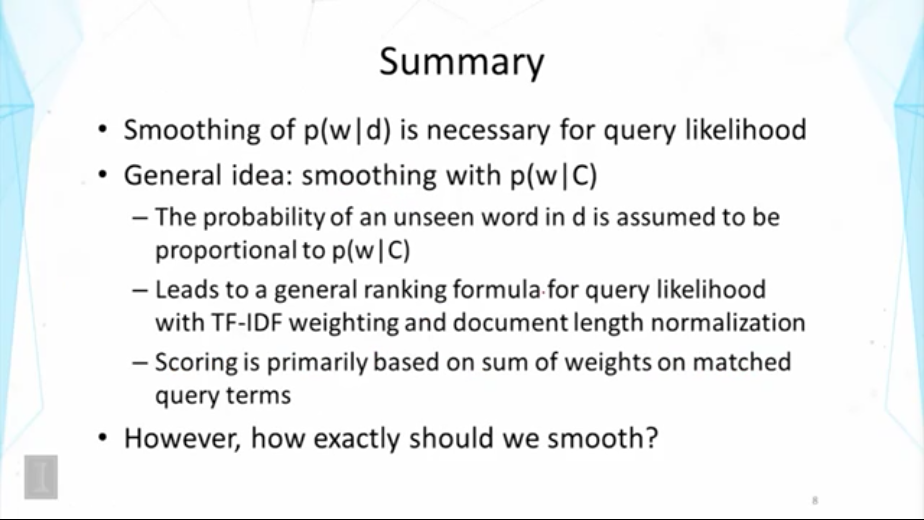 Summary
• Smoothing of p(w|d) is necessary for query likelihood
• General idea: smoothing with p(w|C)
– The probability of an unseen word in d is assumed to be
proportional to p(w|C)
– Leads to a general ranking formula for query likelihood
with TF-IDF weighting and document length normalization
– Scoring is primarily based on sum of weights on matched
query terms
• However, how exactly should we smooth?
I
8